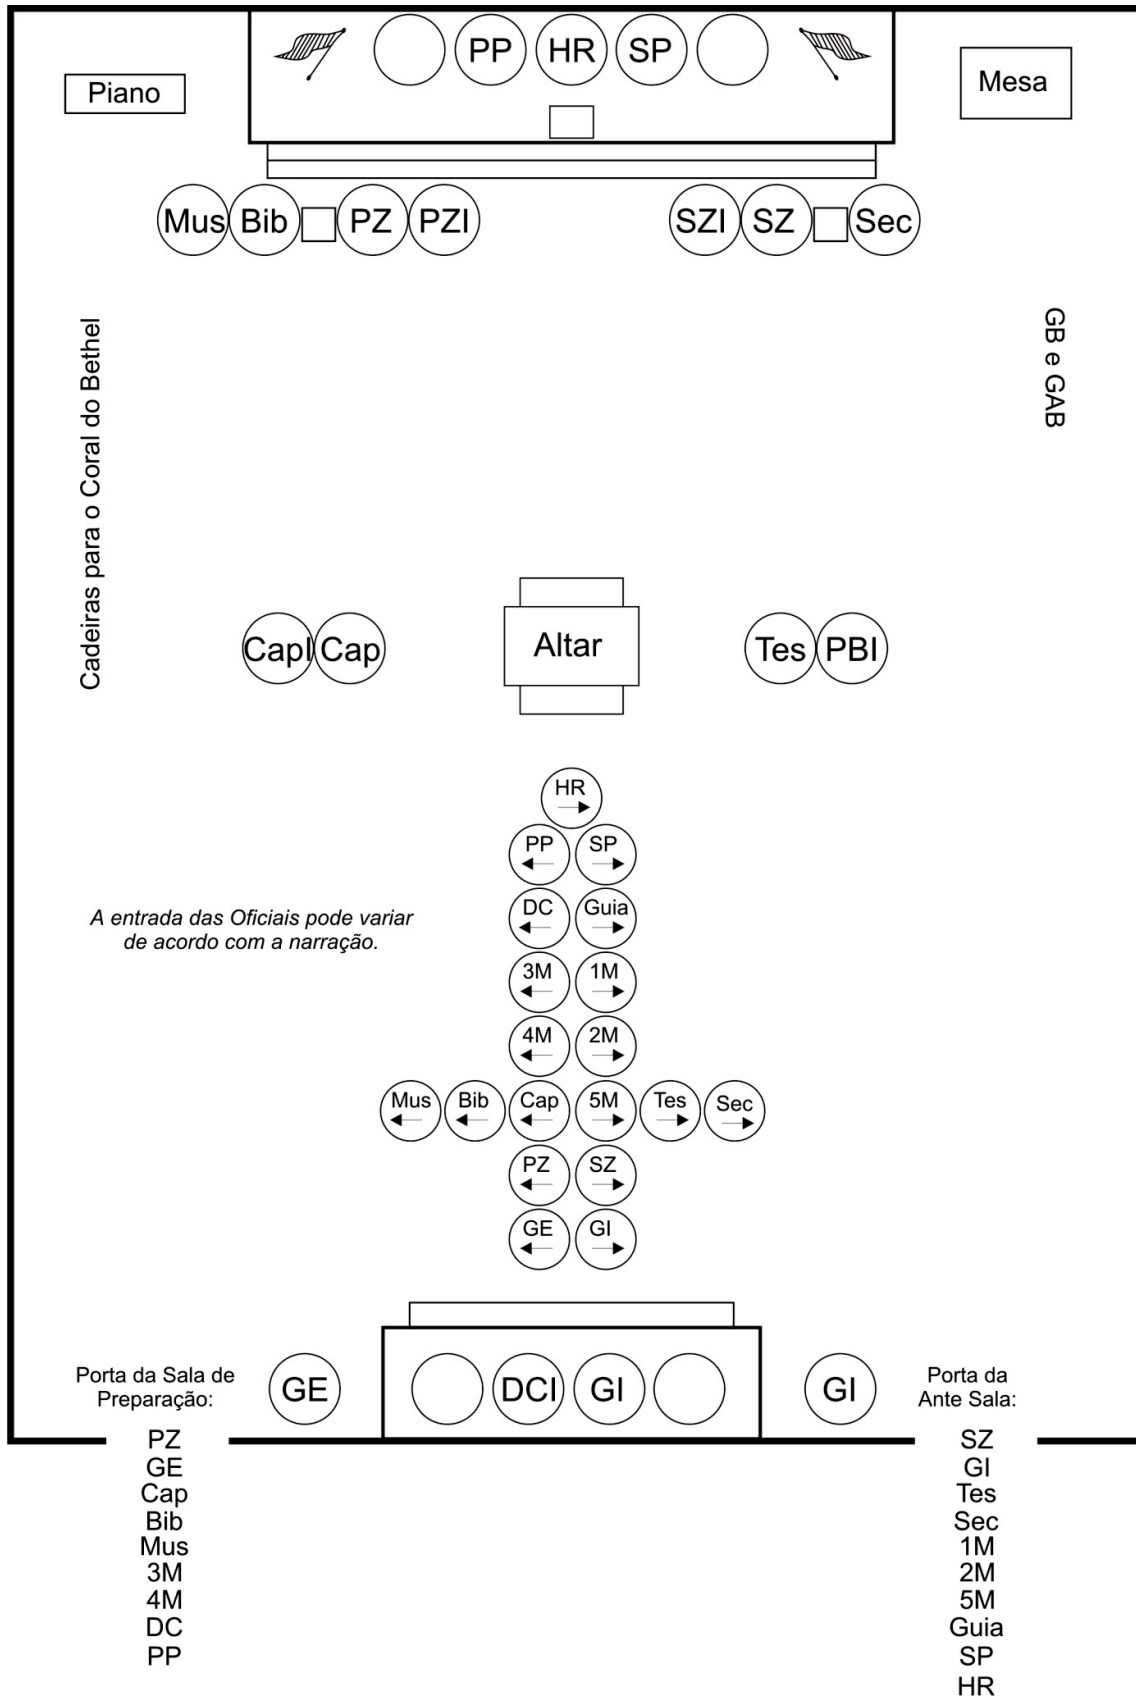 PP HR SP
Piano
Mesa
Mus Bib PZ PZI SZI SZ Sec
Cadeiras para o Coral do Bethel
GB e GAB
CapI Cap Altar Tes PBI
HR
PP SP
DC Guia
3M 1M
4M 2M
Mus Bib Cap 5M Tes Sec
PZ SZ
GE GI
A entrada das Oficiais pode variar
de acordo com a narração.
GE DCI GI GI
Porta da Sala de
Preparação:
PZ
GE
Cap
Bib
Mus
3M
4M
DC
PP
Porta da
Ante Sala:
SZ
GI
Tes
Sec
1M
2M
5M
Guia
SP
HR